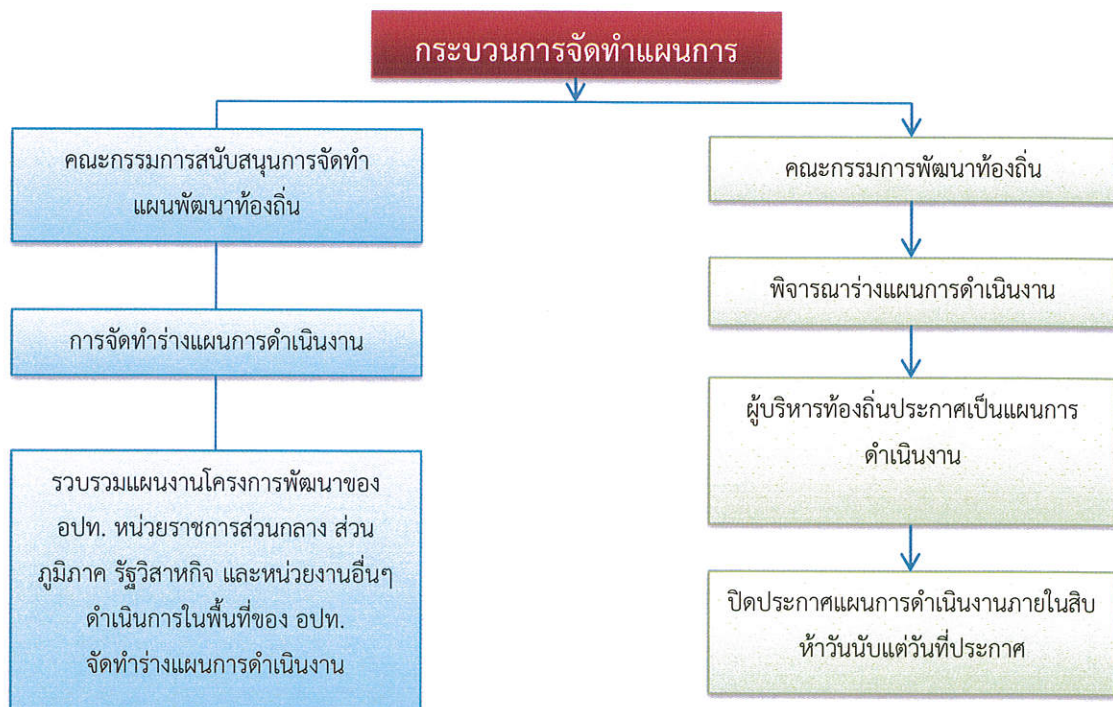 กระบวนการจัดทำแผนการ
คณะกรรมการสนับสนุนการจัดทำ
แผนพัฒนาท้องถิ่น
การจัดทำร่างแผนการดำเนินงาน
รวบรวมแผนงานโครงการพัฒนาของ
อปท. หน่วยราชการส่วนกลาง ส่วน
ภูมิภาค รัฐวิสาหกิจ และหน่วยงานอื่นๆ
ดำเนินการในพื้นที่ของ อปท.
จัดทำร่างแผนการดำเนินงาน
คณะกรรมการพัฒนาท้องถิ่น
พิจารณาร่างแผนการดำเนินงาน
ผู้บริหารท้องถิ่นประกาศเป็นแผนการ
ดำเนินงาน
ปิดประกาศแผนการดำเนินงานภายในสิบ
ห้าวันนับแต่วันที่ประกาศ